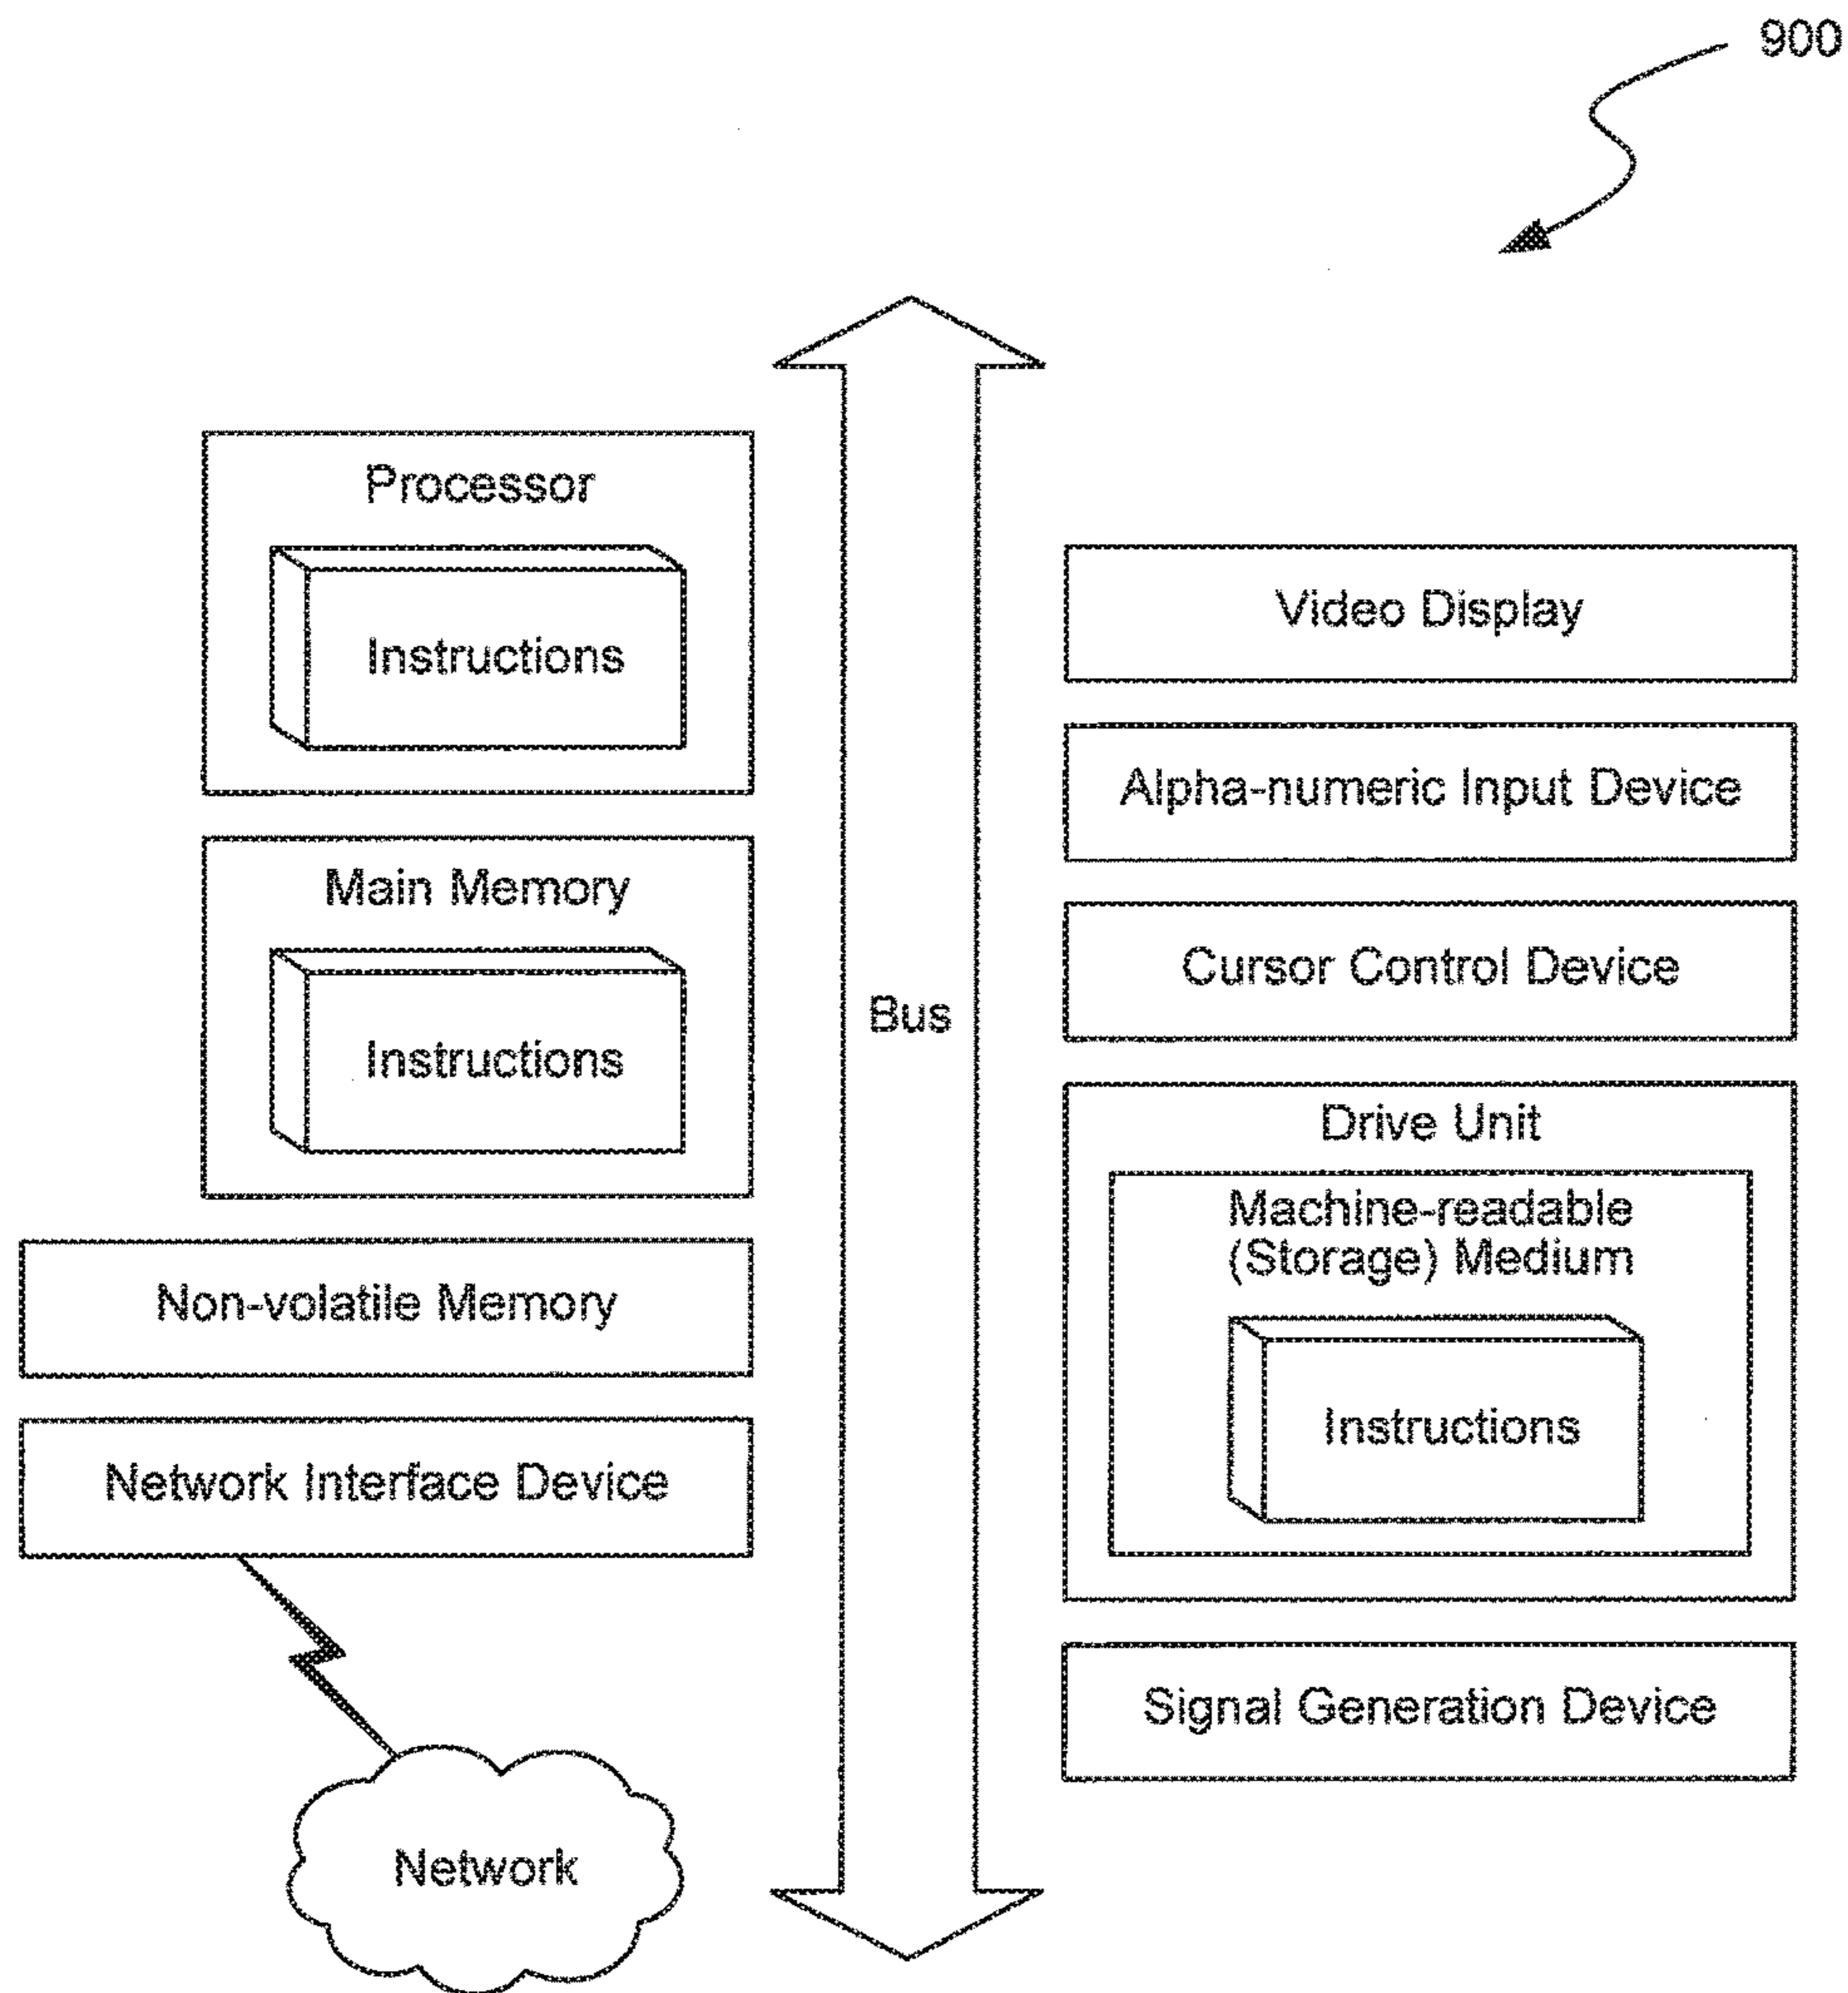 900
Processor
Instructions
Main Memory
Instructions
Non-volatile Memory
Network Interface Device
Network
Bus
Video Display
Alpha-numeric Input Device
Cursor Control Device
Drive Unit
Machine-readable
(Storage) Medium
Instructions
Signal Generation Device